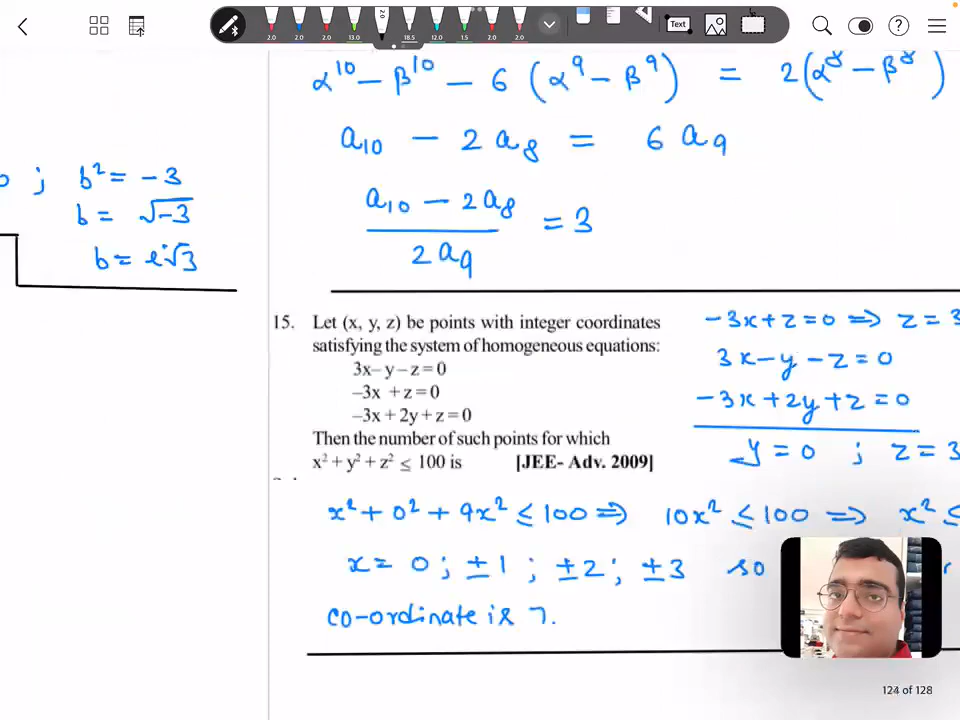 2.0 2.0 2.0 13.0 2.0 18.5 12.0 1.5 2.0 2.0 Text
α¹⁰ − β¹⁰ − 6 (α⁹ − β⁹) = 2(α⁸ − β⁸)
a₁₀ − 2a₈ = 6a₉
; b² = −3
b = √−3
b = i√3
a₁₀ − 2a₈
2a₉
= 3
15. Let (x, y, z) be points with integer coordinates
satisfying the system of homogeneous equations:
3x– y – z = 0
–3x + z = 0
–3x + 2y + z = 0
Then the number of such points for which
x² + y² + z² ≤ 100 is [JEE- Adv. 2009]
−3x + z = 0 ⇒ z = 3
3x − y − z = 0
−3x + 2y + z = 0
y = 0 ; z = 3
x² + 0² + 9x² ≤ 100 ⇒ 10x² ≤ 100 ⇒ x² ≤
x = 0 ; ±1 ; ±2 ; ±3 so
co-ordinate is 7.
124 of 128